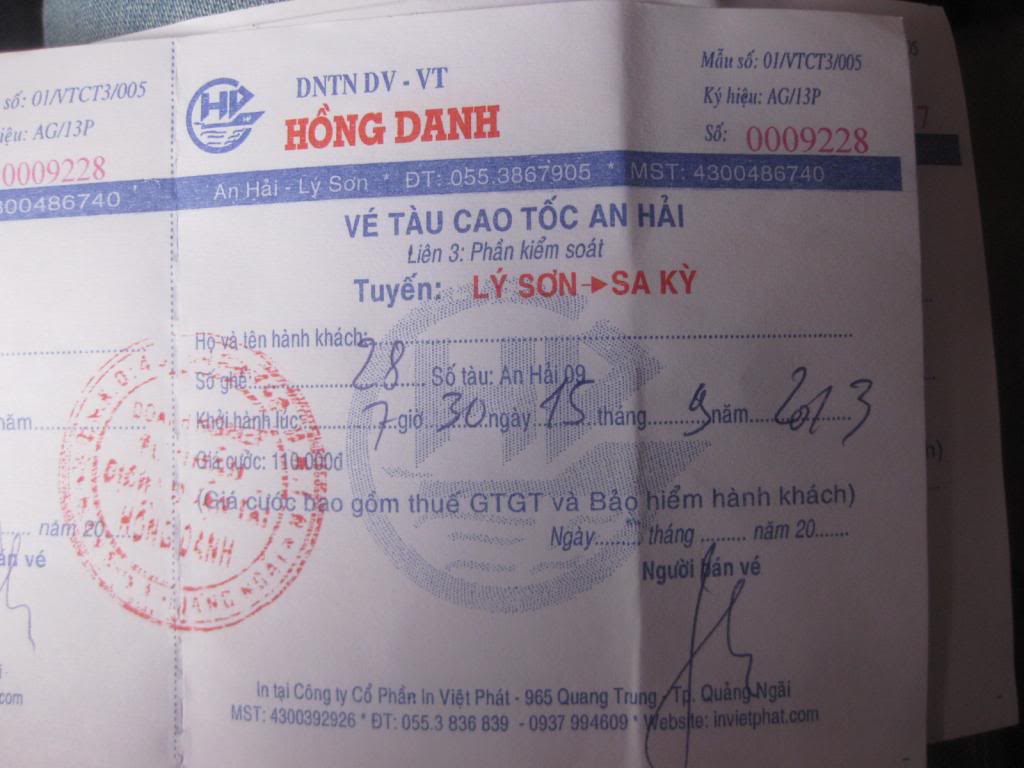 số: 01/VTCT3/005
iệu: AG/13P
0009228
300486740
năm
năm 20
án vé
com
HD
DNTN DV - VT
HỒNG DANH
Mẫu số: 01/VTCT3/005
Ký hiệu: AG/13P
Số: 0009228
An Hải - Lý Sơn * ĐT: 055.3867905 * MST: 4300486740
VÉ TÀU CAO TỐC AN HẢI
Liên 3: Phần kiểm soát
Tuyến: LÝ SƠN → SA KỲ
Họ và tên hành khách:
Số ghế: 28 Số tàu: An Hải 09
Khởi hành lúc: 7 giờ 30 ngày 15 tháng 9 năm 2013
Giá cước: 110.000đ
(Giá cước bao gồm thuế GTGT và Bảo hiểm hành khách)
Ngày......... tháng ......... năm 20.......
Người bán vé
HỒNG DANH
In tại Công ty Cổ Phần In Việt Phát - 965 Quang Trung - Tp. Quảng Ngãi
MST: 4300392926 * ĐT: 055.3 836 839 - 0937 994609 * Website: invietphat.com